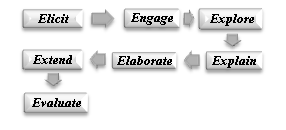 Elicit Engage Explore
Extend Elaborate Explain
Evaluate